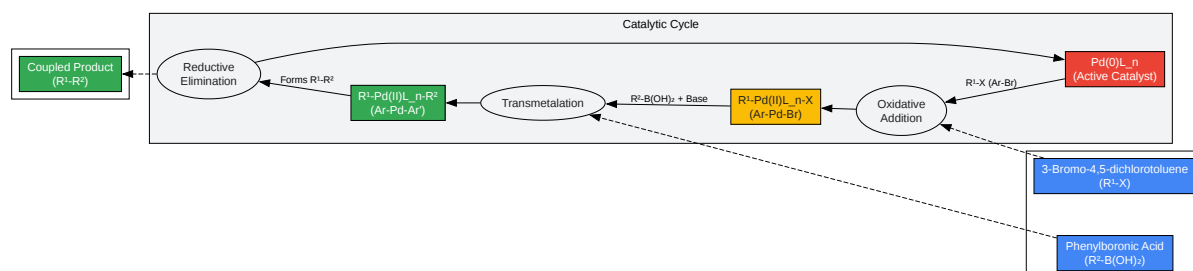 Catalytic Cycle
Coupled Product
(R¹-R²)
Reductive
Elimination
Forms R¹-R²
R¹-Pd(II)L_n-R²
(Ar-Pd-Ar')
Transmetalation
R²-B(OH)₂ + Base
R¹-Pd(II)L_n-X
(Ar-Pd-Br)
Oxidative
Addition
R¹-X (Ar-Br)
Pd(0)L_n
(Active Catalyst)
3-Bromo-4,5-dichlorotoluene
(R¹-X)
Phenylboronic Acid
(R²-B(OH)₂)